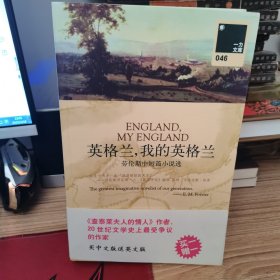 一力
文库
046
ENGLAND,
MY ENGLAND
英格兰,我的英格兰
劳伦斯中短篇小说选
The greatest imaginative novelist of our generation.
——E. M. Forster
《查泰莱夫人的情人》作者,
20世纪文学史上最受争议
的作家
买中文版送英文版